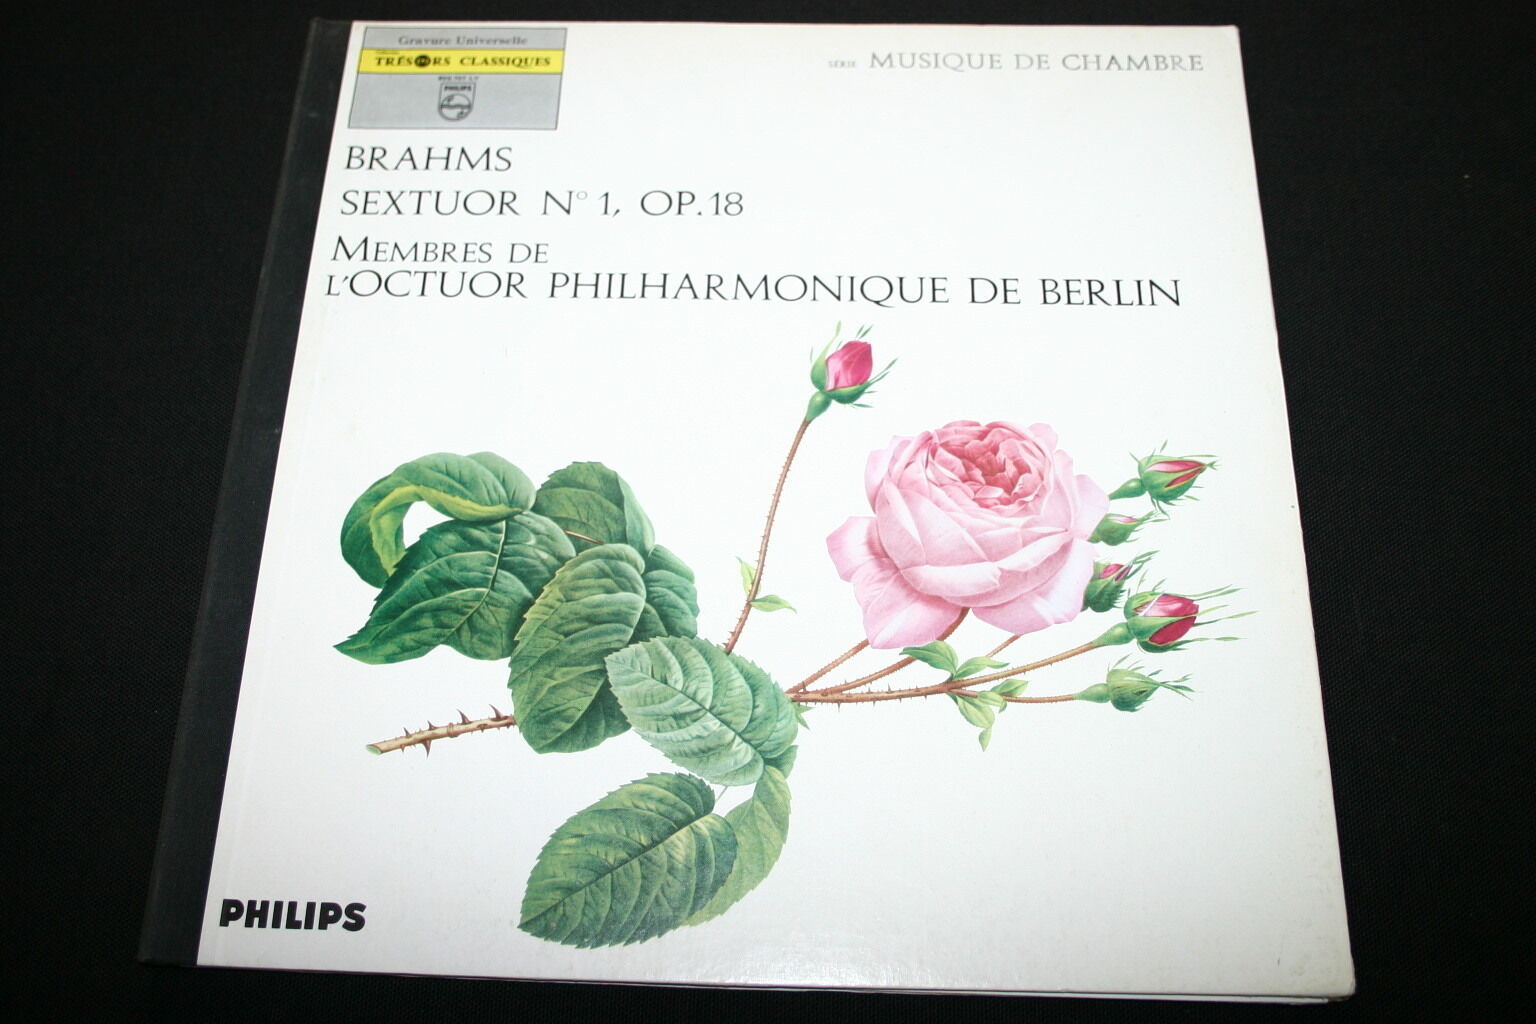 Gravure Universelle
TRÉSORS CLASSIQUES
PHILIPS
SÉRIE MUSIQUE DE CHAMBRE
BRAHMS
SEXTUOR N° 1, OP. 18
MEMBRES DE
L'OCTUOR PHILHARMONIQUE DE BERLIN
PHILIPS